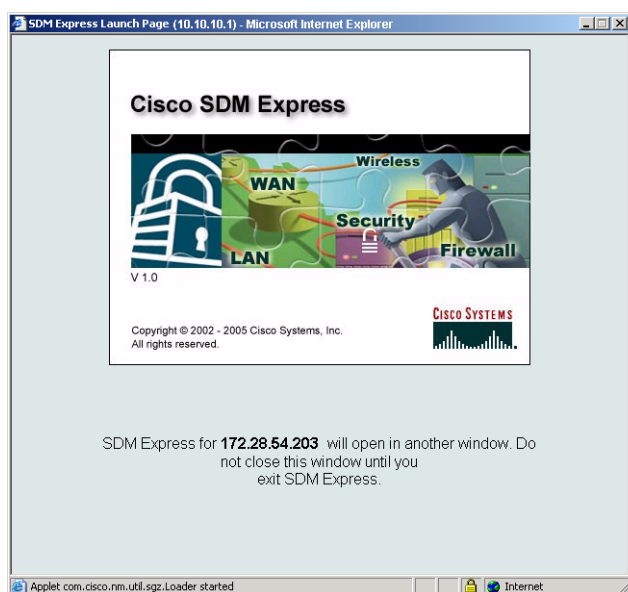 SDM Express Launch Page (10.10.10.1) - Microsoft Internet Explorer
Cisco SDM Express
Wireless
WAN
Security
LAN
Firewall
V 1.0
CISCO SYSTEMS
Copyright © 2002 - 2005 Cisco Systems, Inc.
All rights reserved.
SDM Express for 172.28.54.203 will open in another window. Do
not close this window until you
exit SDM Express.
Applet com.cisco.nm.util.sgz.Loader started
Internet